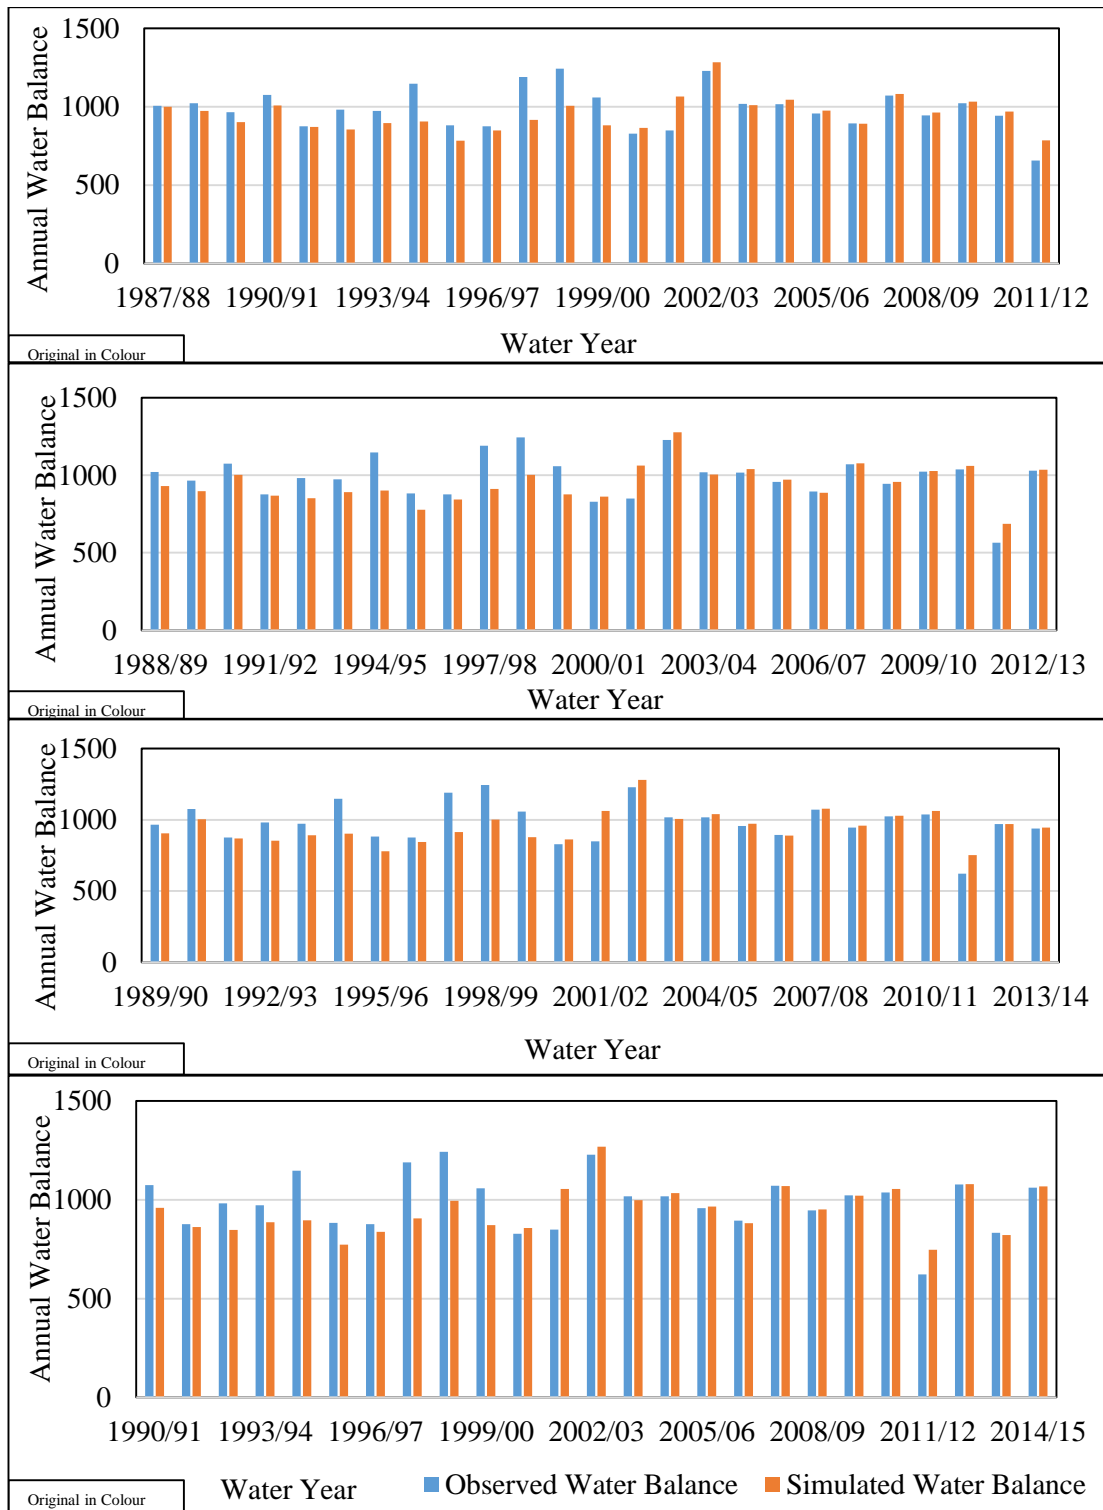 1500
1000
500
0
Annual Water Balance
1987/88 1990/91 1993/94 1996/97 1999/00 2002/03 2005/06 2008/09 2011/12
Water Year
Original in Colour
1500
1000
500
0
Annual Water Balance
1988/89 1991/92 1994/95 1997/98 2000/01 2003/04 2006/07 2009/10 2012/13
Water Year
Original in Colour
1500
1000
500
0
Annual Water Balance
1989/90 1992/93 1995/96 1998/99 2001/02 2004/05 2007/08 2010/11 2013/14
Water Year
Original in Colour
1500
1000
500
0
Annual Water Balance
1990/91 1993/94 1996/97 1999/00 2002/03 2005/06 2008/09 2011/12 2014/15
Water Year
Observed Water Balance Simulated Water Balance
Original in Colour